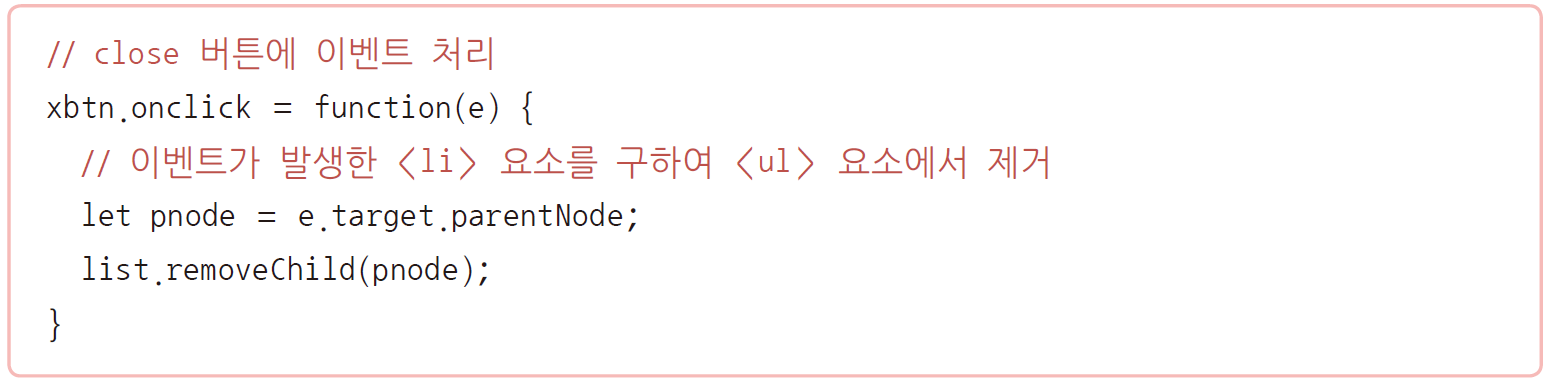 // close 버튼에 이벤트 처리
xbtn.onclick = function(e) {
  // 이벤트가 발생한 <li> 요소를 구하여 <ul> 요소에서 제거
  let pnode = e.target.parentNode;
  list.removeChild(pnode);
}